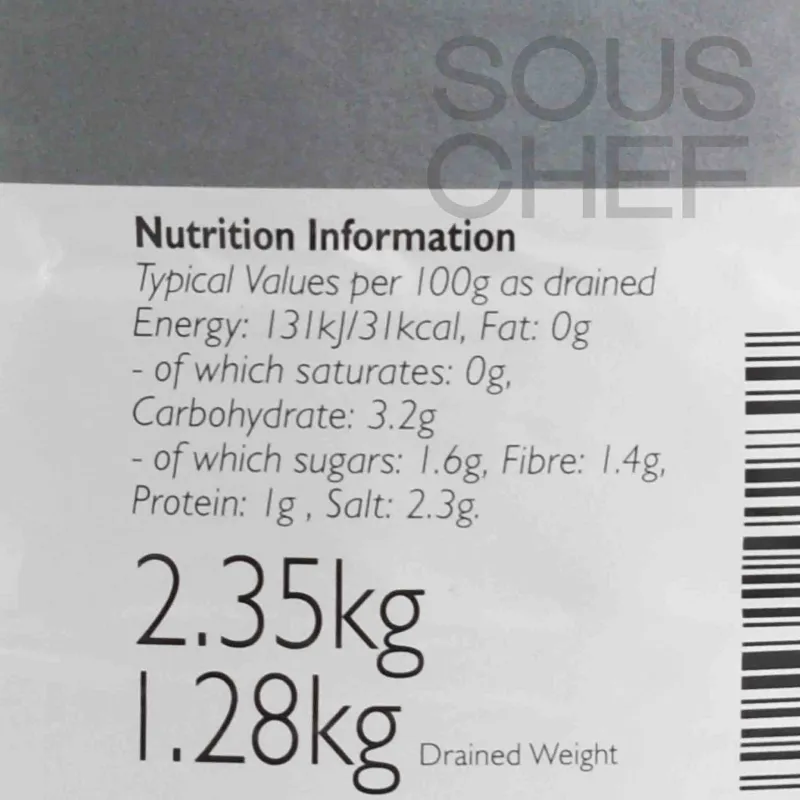 SOUS
CHEF
Nutrition Information
Typical Values per 100g as drained
Energy: 131kJ/31kcal, Fat: 0g
- of which saturates: 0g,
Carbohydrate: 3.2g
- of which sugars: 1.6g, Fibre: 1.4g,
Protein: 1g , Salt: 2.3g.
2.35kg
1.28kg Drained Weight